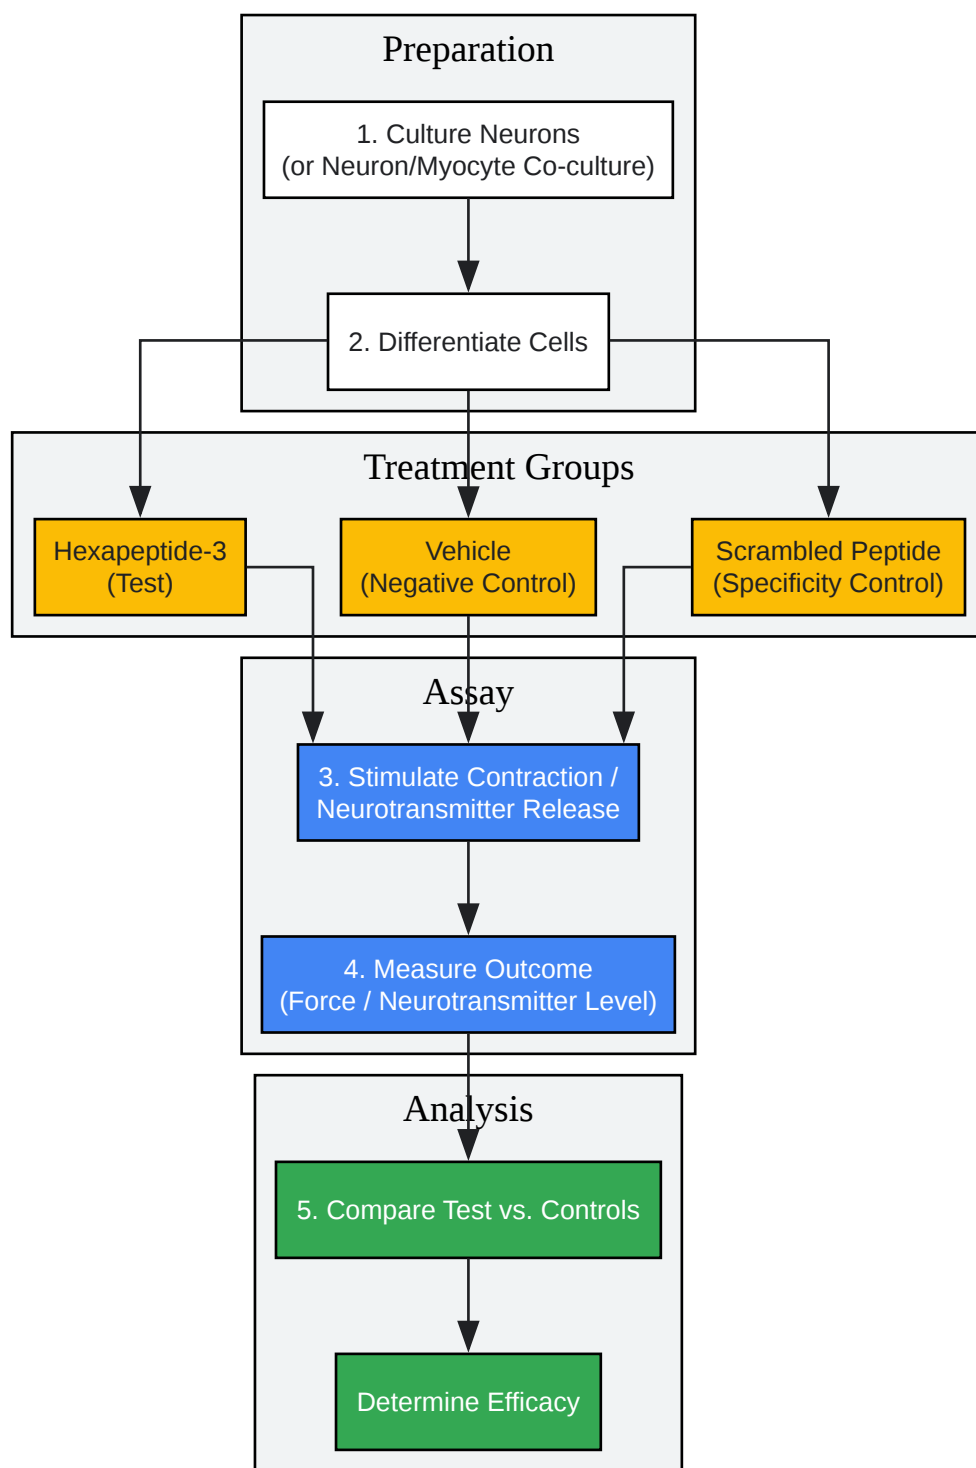 Preparation
1. Culture Neurons
(or Neuron/Myocyte Co-culture)
2. Differentiate Cells
Treatment Groups
Hexapeptide-3
(Test)
Vehicle
(Negative Control)
Scrambled Peptide
(Specificity Control)
Assay
3. Stimulate Contraction /
Neurotransmitter Release
4. Measure Outcome
(Force / Neurotransmitter Level)
Analysis
5. Compare Test vs. Controls
Determine Efficacy